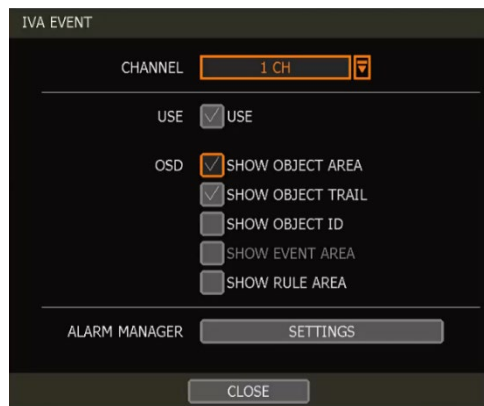 IVA EVENT
CHANNEL 1 CH
USE USE
OSD SHOW OBJECT AREA
SHOW OBJECT TRAIL
SHOW OBJECT ID
SHOW EVENT AREA
SHOW RULE AREA
ALARM MANAGER SETTINGS
CLOSE